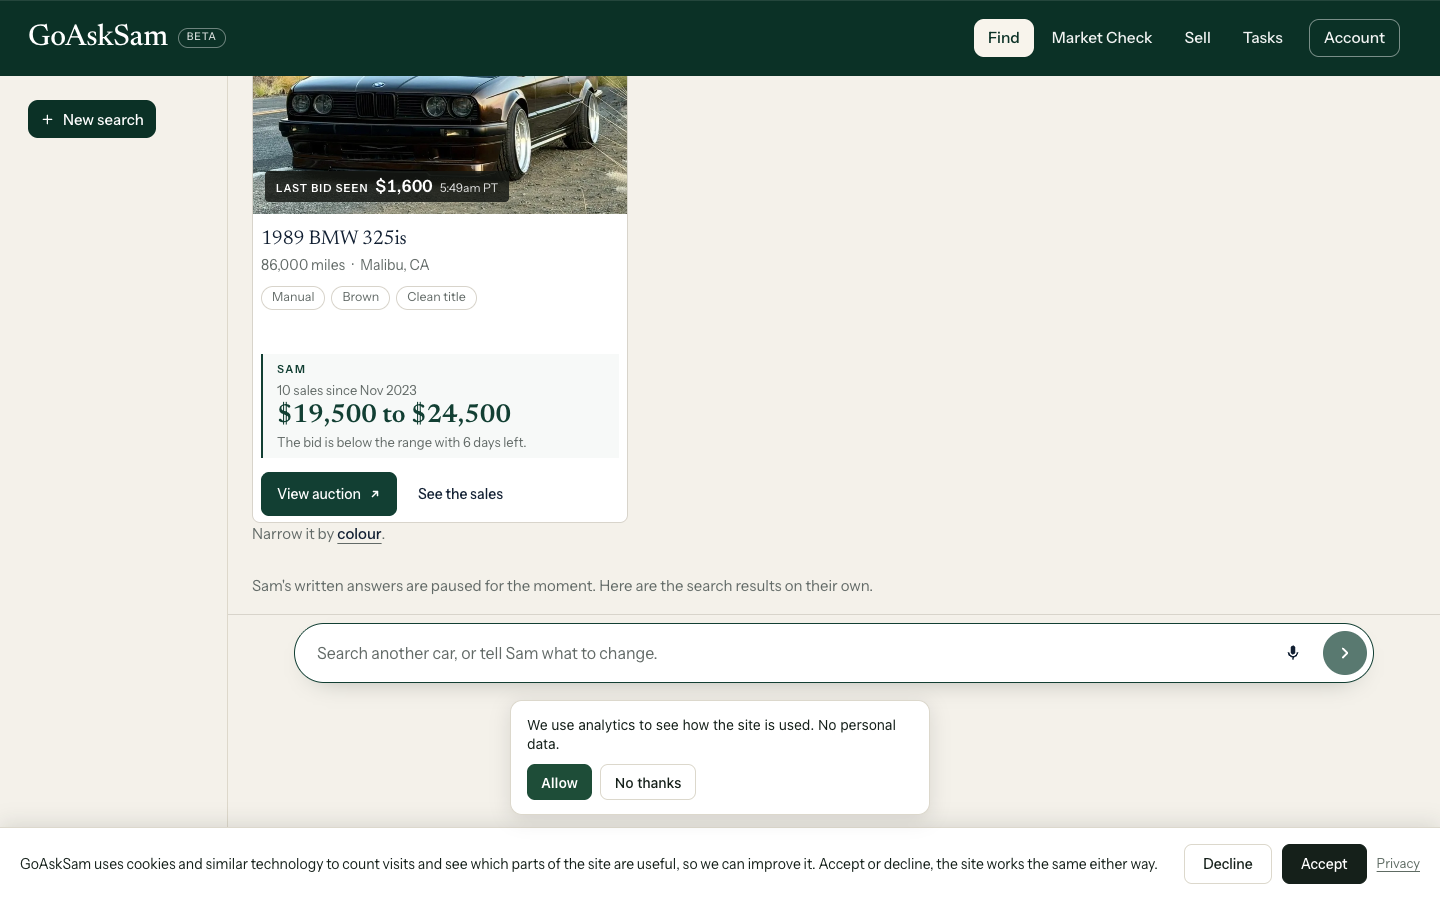 GoAskSam BETA
Find Market Check Sell Tasks Account
+ New search
LAST BID SEEN $1,600 5:49am PT
1989 BMW 325is
86,000 miles · Malibu, CA
Manual Brown Clean title
SAM
10 sales since Nov 2023
$19,500 to $24,500
The bid is below the range with 6 days left.
View auction See the sales
Narrow it by colour.
Sam's written answers are paused for the moment. Here are the search results on their own.
Search another car, or tell Sam what to change.
We use analytics to see how the site is used. No personal
data.
Allow No thanks
GoAskSam uses cookies and similar technology to count visits and see which parts of the site are useful, so we can improve it. Accept or decline, the site works the same either way. Decline Accept Privacy